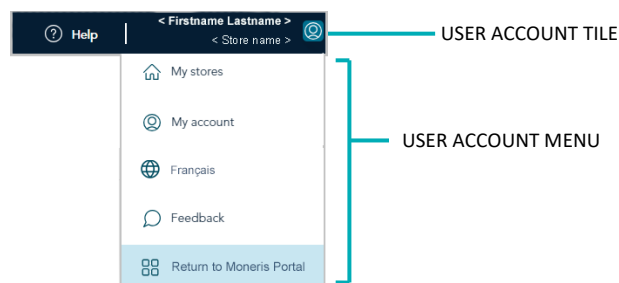 Help
< Firstname Lastname >
< Store name >
USER ACCOUNT TILE
My stores
My account
USER ACCOUNT MENU
Français
Feedback
Return to Moneris Portal